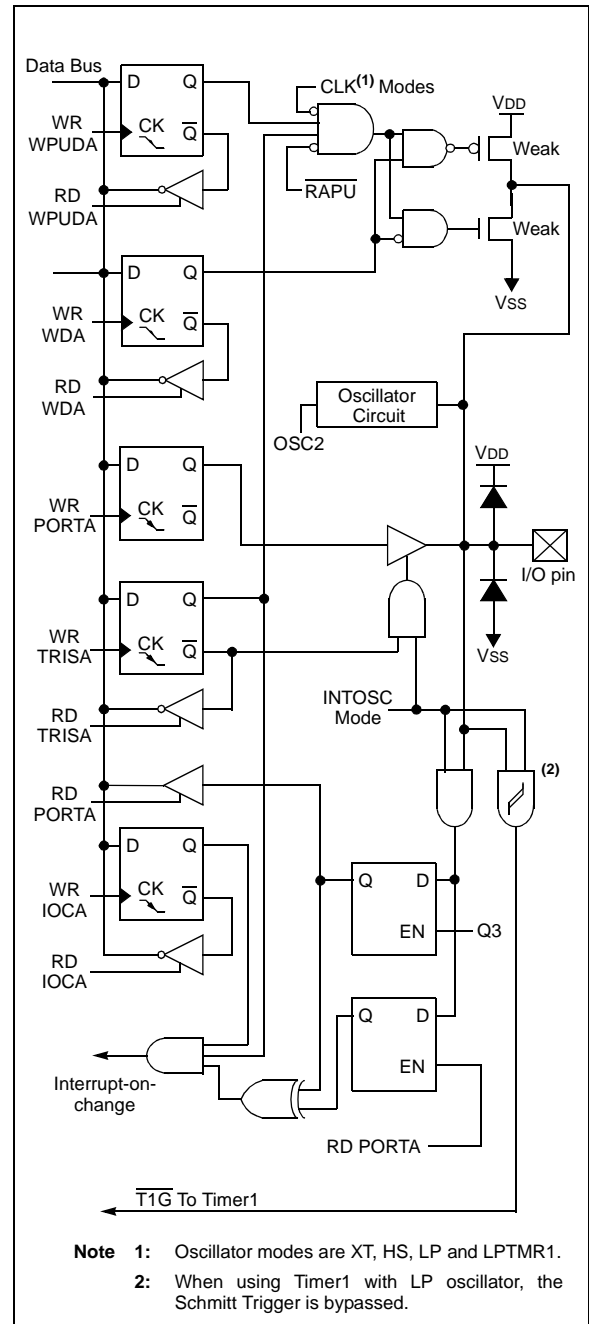 Data Bus
D Q
CLK(1) Modes
VDD
WR
WPUDA
CK Q
Weak
RD
WPUDA
RAPU
Weak
VSS
D Q
WR
WDA
CK Q
RD
WDA
Oscillator
Circuit
OSC2
VDD
D Q
WR
PORTA
CK Q
I/O pin
D Q
VSS
WR
TRISA
CK Q
INTOSC
Mode
RD
TRISA
(2)
RD
PORTA
D Q
WR
IOCA
CK Q
Q D
EN
Q3
RD
IOCA
Q D
EN
Interrupt-on-
change
RD PORTA
T1G To Timer1
Note 1: Oscillator modes are XT, HS, LP and LPTMR1.
2: When using Timer1 with LP oscillator, the
Schmitt Trigger is bypassed.